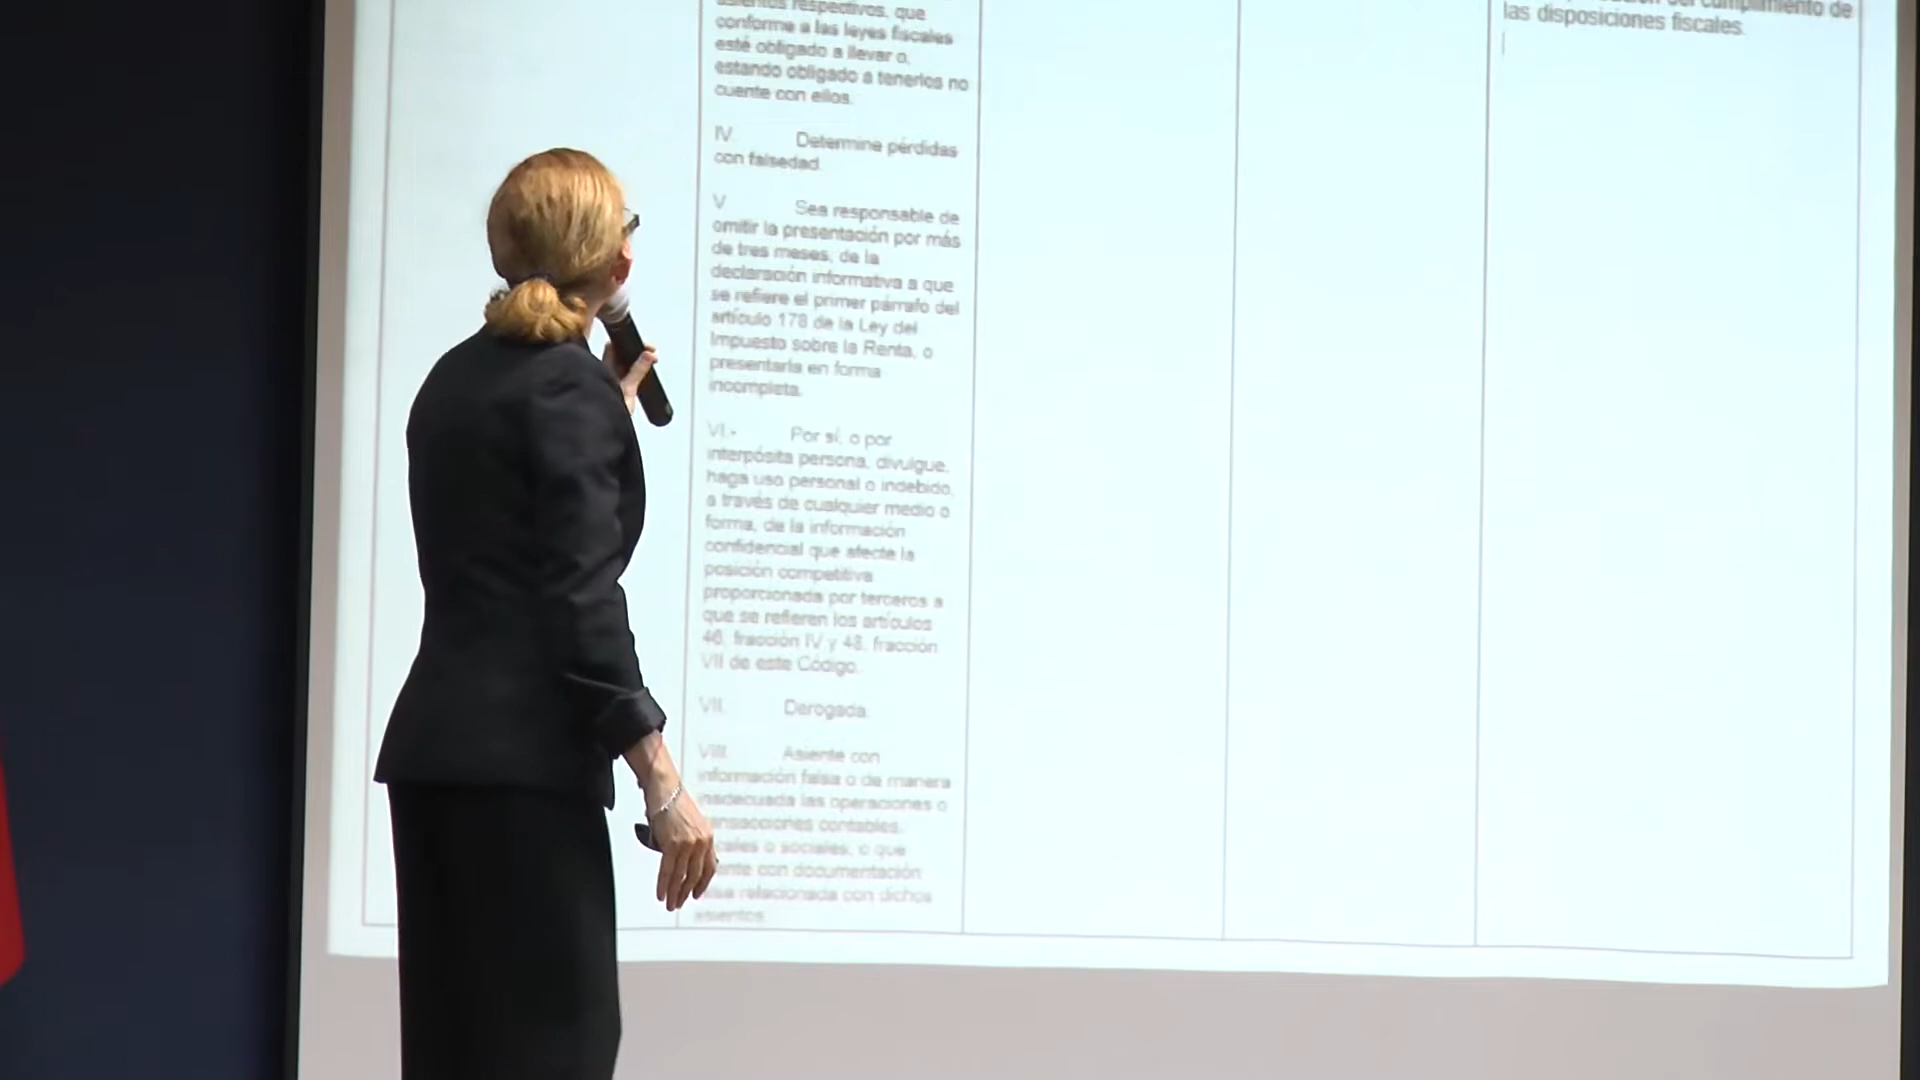 asientos respectivos, que
conforme a las leyes fiscales
esté obligado a llevar o,
estando obligado a tenerlos no
cuente con ellos.
IV. Determine pérdidas
con falsedad.
V Sea responsable de
omitir la presentación por más
de tres meses, de la
declaración informativa a que
se refiere el primer párrafo del
artículo 178 de la Ley del
Impuesto sobre la Renta, o
presentarla en forma
incompleta.
VI.- Por sí, o por
interpósita persona, divulgue,
haga uso personal o indebido,
a través de cualquier medio o
forma, de la información
confidencial que afecte la
posición competitiva
proporcionada por terceros a
que se refieren los artículos
46, fracción IV y 48, fracción
VII de este Código.
VII. Derogada.
VIII. Asiente con
información falsa o de manera
inadecuada las operaciones o
contables,
o sociales, o que
con documentación
relacionada con dichos
asientos.
del cumplimiento de
las disposiciones fiscales.